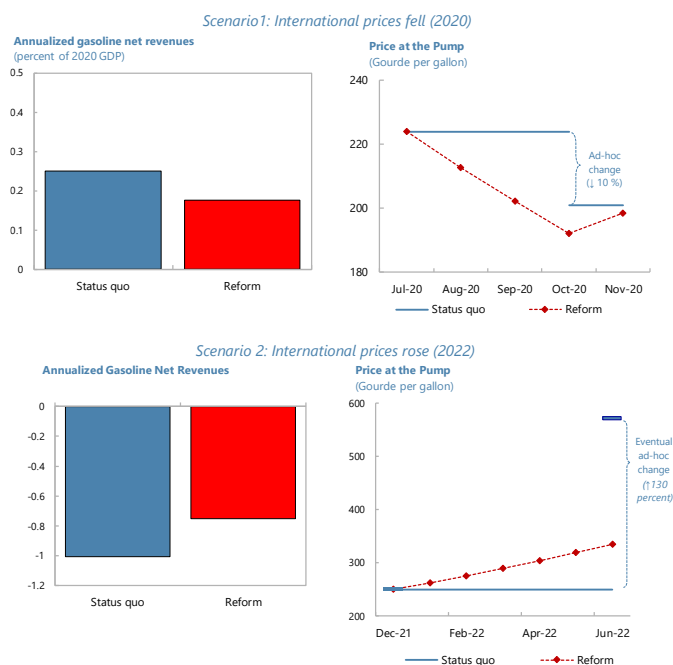 Scenario1: International prices fell (2020)
Annualized gasoline net revenues
(percent of 2020 GDP)
0.5
0.4
0.3
0.2
0.1
0
Status quo
Reform
Price at the Pump
(Gourde per gallon)
240
220
200
180
Ad-hoc
change
(↓ 10 %)
Jul-20
Aug-20
Sep-20
Oct-20
Nov-20
Status quo
Reform
Scenario 2: International prices rose (2022)
Annualized Gasoline Net Revenues
0
-0.2
-0.4
-0.6
-0.8
-1
-1.2
Status quo
Reform
Price at the Pump
(Gourde per gallon)
600
500
400
300
200
Eventual
ad-hoc
change
(↑130
percent)
Dec-21
Feb-22
Apr-22
Jun-22
Status quo
Reform